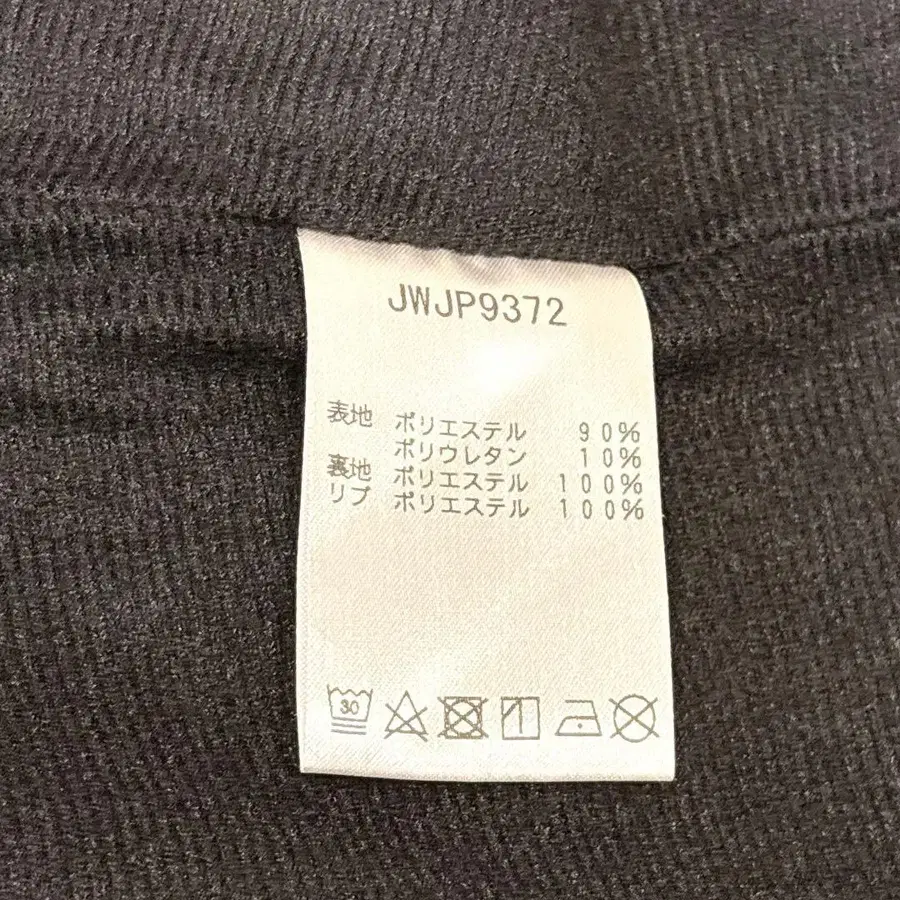 JWJP9372
表地 ポリエステル 90%
ポリウレタン 10%
裏地 ポリエステル 100%
リブ ポリエステル 100%
30